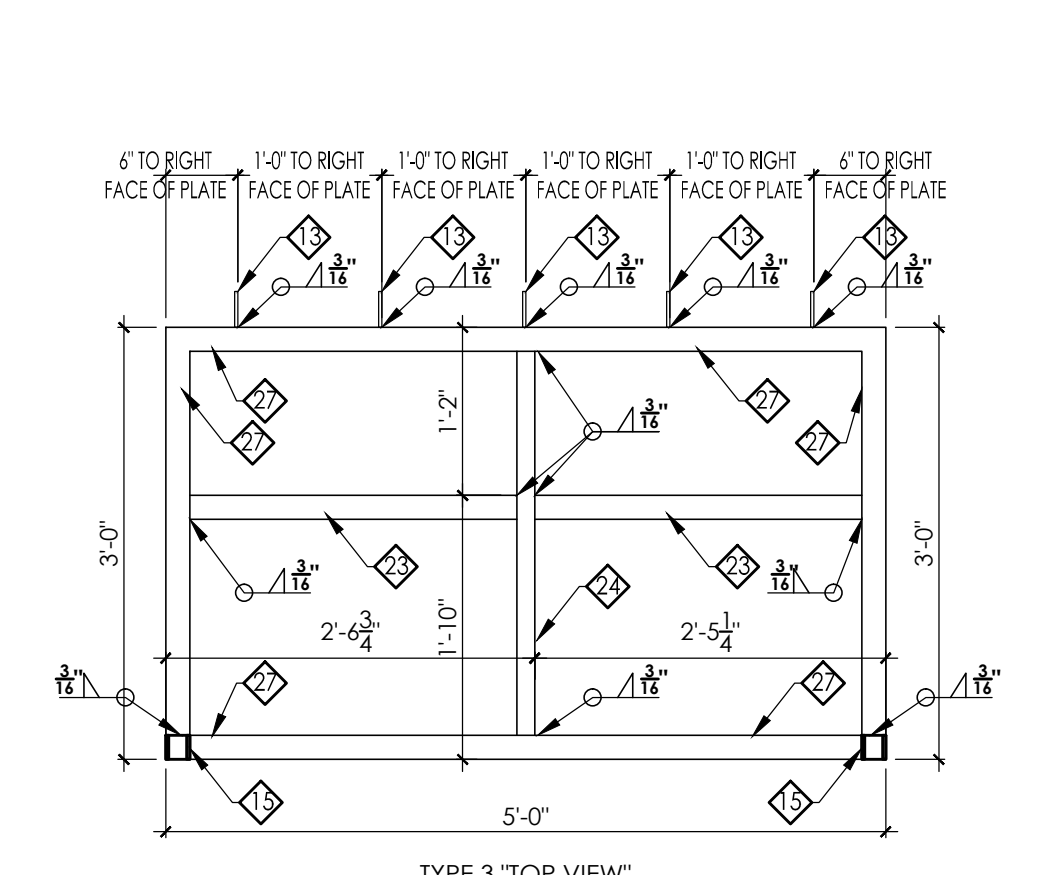 6" TO RIGHT
FACE OF PLATE
1'-0" TO RIGHT
FACE OF PLATE
1'-0" TO RIGHT
FACE OF PLATE
1'-0" TO RIGHT
FACE OF PLATE
1'-0" TO RIGHT
FACE OF PLATE
6" TO RIGHT
FACE OF PLATE
13
13
13
13
13
3/16"
3/16"
3/16"
3/16"
3/16"
27
27
1'-2"
3/16"
27
27
3'-0"
23
3/16"
24
23
3/16"
3'-0"
2'-6 3/4"
1'-10"
2'-5 1/4"
3/16"
27
3/16"
27
3/16"
15
15
5'-0"
TYPE 3 "TOP VIEW"